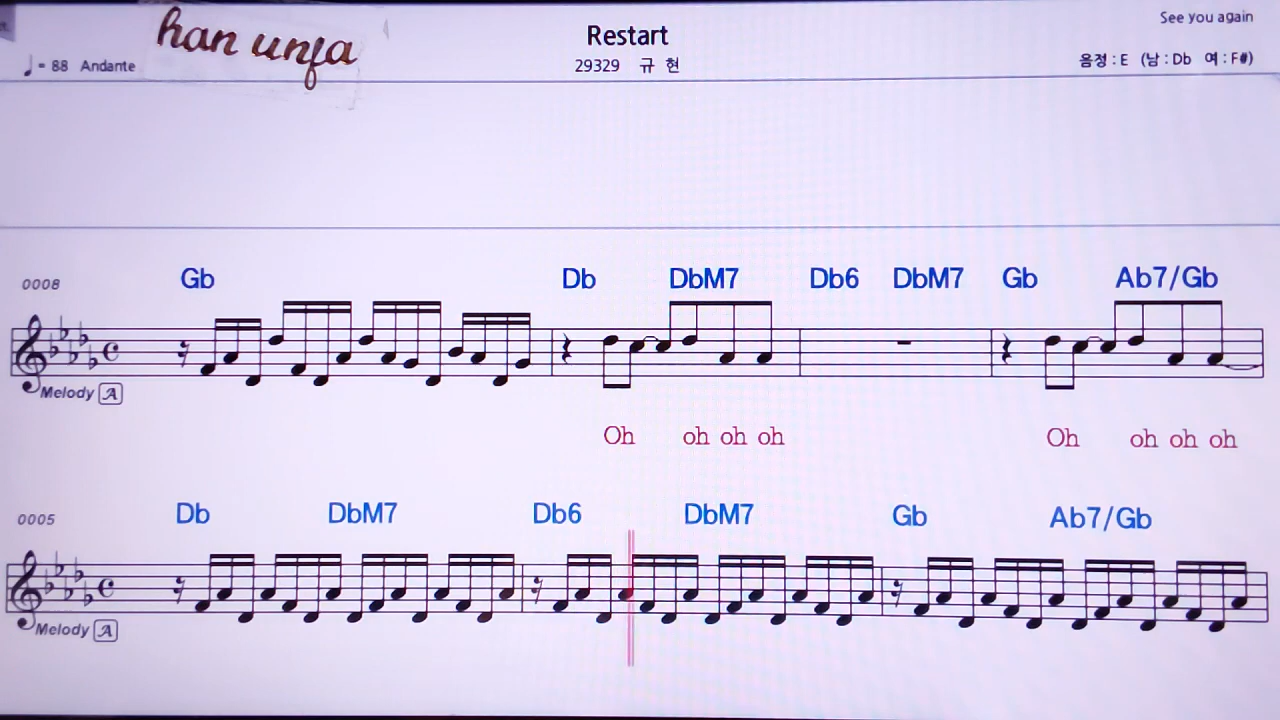 See you again
han unfa
Restart
♩ = 88 Andante
29329 규 현
음정 : E (남 : Db 여 : F#)
0008
Gb Db DbM7 Db6 DbM7 Gb Ab7/Gb
Melody A
Oh oh oh oh Oh oh oh oh
0005
Db DbM7 Db6 DbM7 Gb Ab7/Gb
Melody A